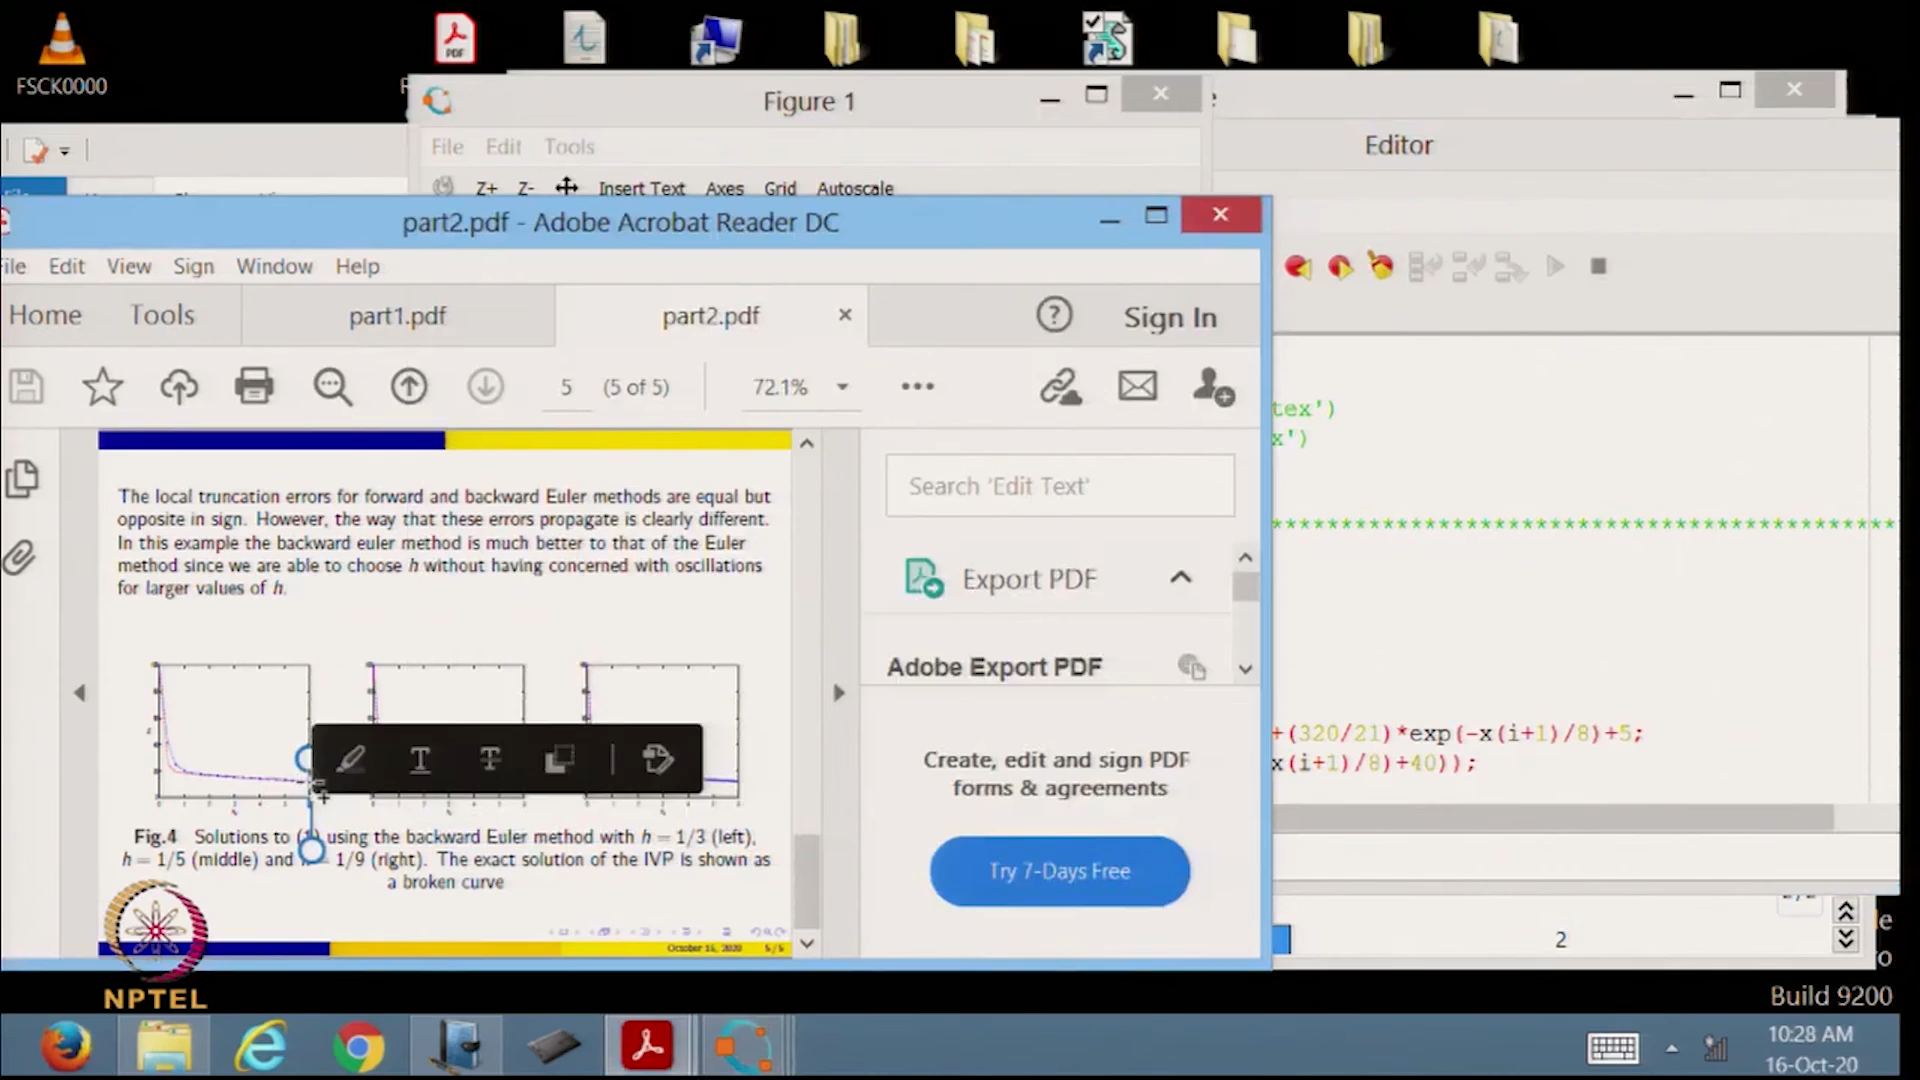 FSCK0000
Figure 1
File Edit Tools
Z+ Z- Insert Text Axes Grid Autoscale
Editor
part2.pdf - Adobe Acrobat Reader DC
File Edit View Sign Window Help
Home Tools part1.pdf part2.pdf × Sign In
5 (5 of 5) 72.1%
tex')
x')
The local truncation errors for forward and backward Euler methods are equal but
opposite in sign. However, the way that these errors propagate is clearly different.
In this example the backward euler method is much better to that of the Euler
method since we are able to choose h without having concerned with oscillations
for larger values of h.
Search 'Edit Text'
Export PDF
Adobe Export PDF
Create, edit and sign PDF
forms & agreements
Try 7-Days Free
*********************************************
+(320/21)*exp(-x(i+1)/8)+5;
x(i+1)/8)+40));
Fig.4 Solutions to using the backward Euler method with h = 1/3 (left),
h = 1/5 (middle) and = 1/9 (right). The exact solution of the IVP is shown as
a broken curve
October 16, 2020 5 / 5
2
NPTEL
Build 9200
10:28 AM
16-Oct-20